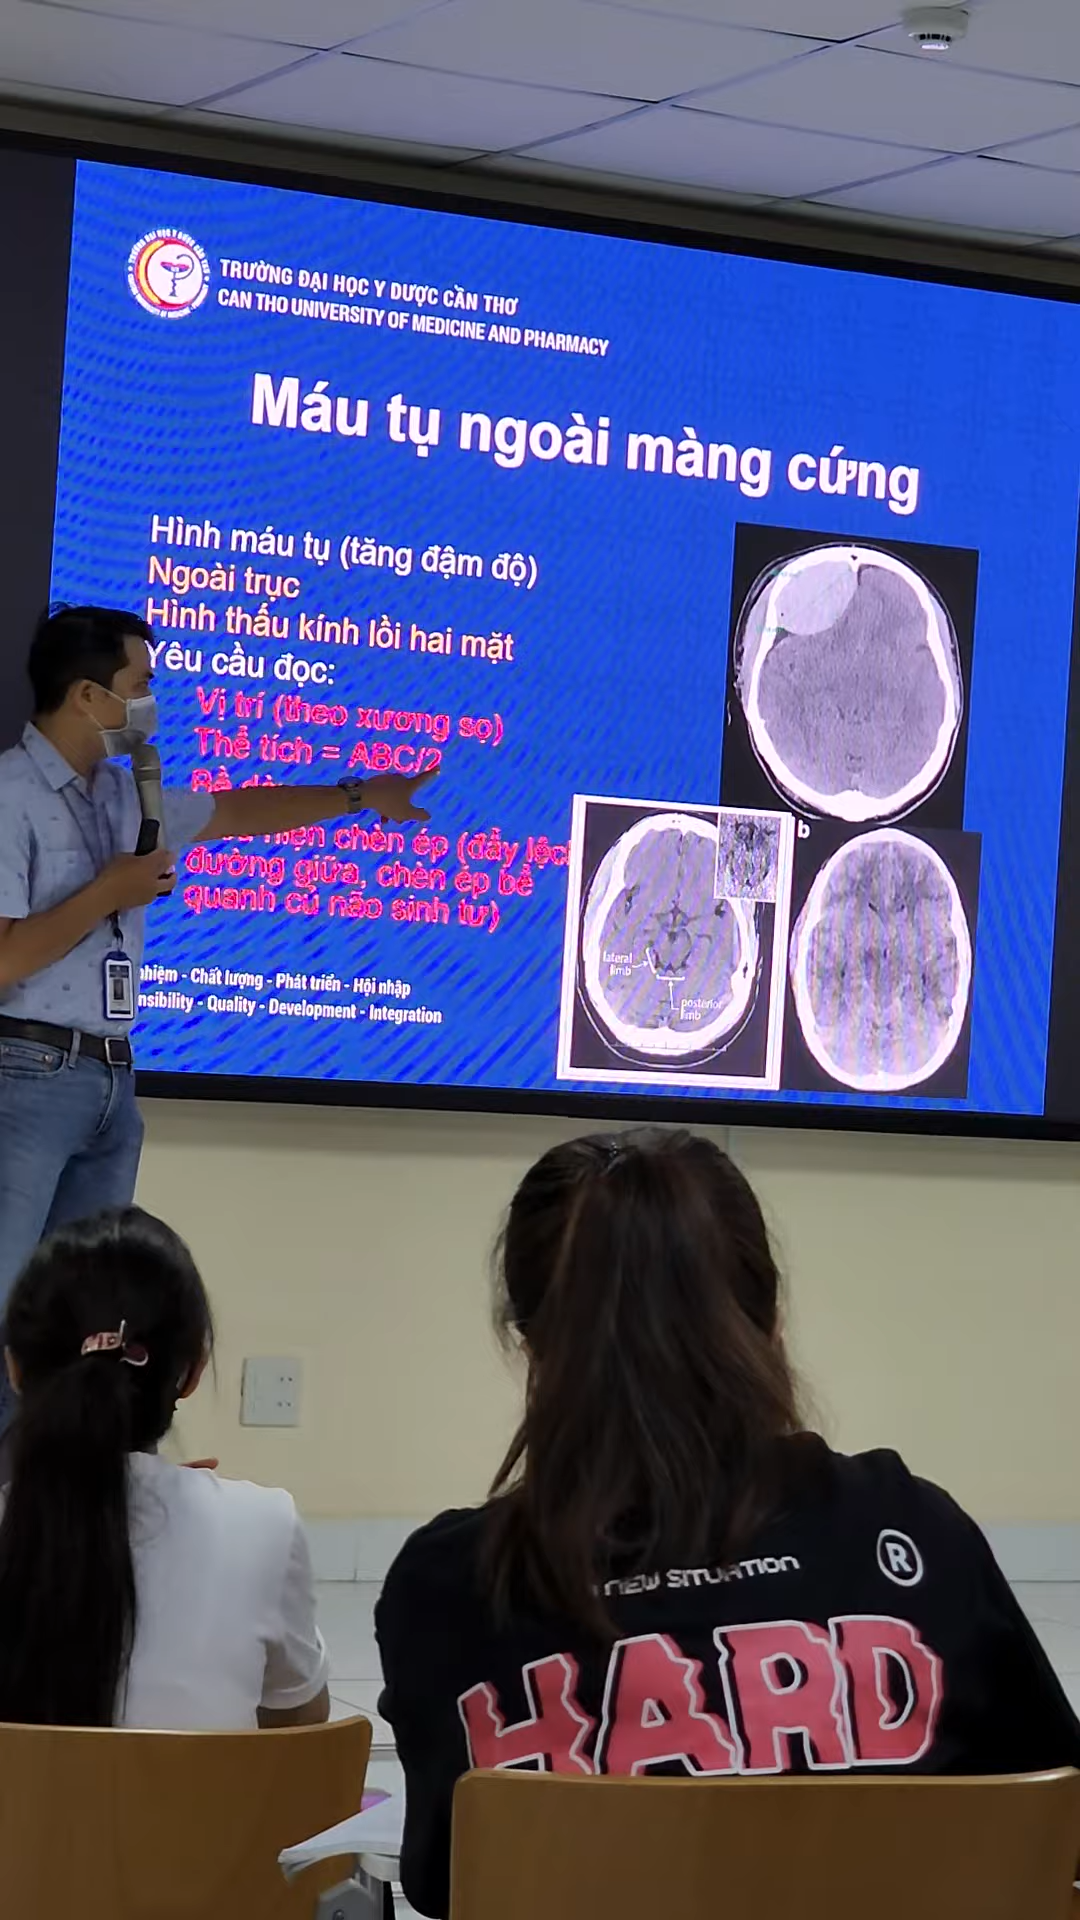 TRƯỜNG ĐẠI HỌC Y DƯỢC CẦN THƠ
CAN THO UNIVERSITY OF MEDICINE AND PHARMACY
Máu tụ ngoài màng cứng
Hình máu tụ (tăng đậm độ)
Ngoài trục
Hình thấu kính lồi hai mặt
Yêu cầu đọc:
Vị trí (theo xương sọ)
Thể tích = ABC/2
Bề
chèn ép (đẩy lệch
đường giữa, chèn ép bể
quanh củ não sinh tư)
b
lateral
limb
posterior
limb
- Chất lượng - Phát triển - Hội nhập
- Quality - Development - Integration
NEW SITUATION
®
HARD